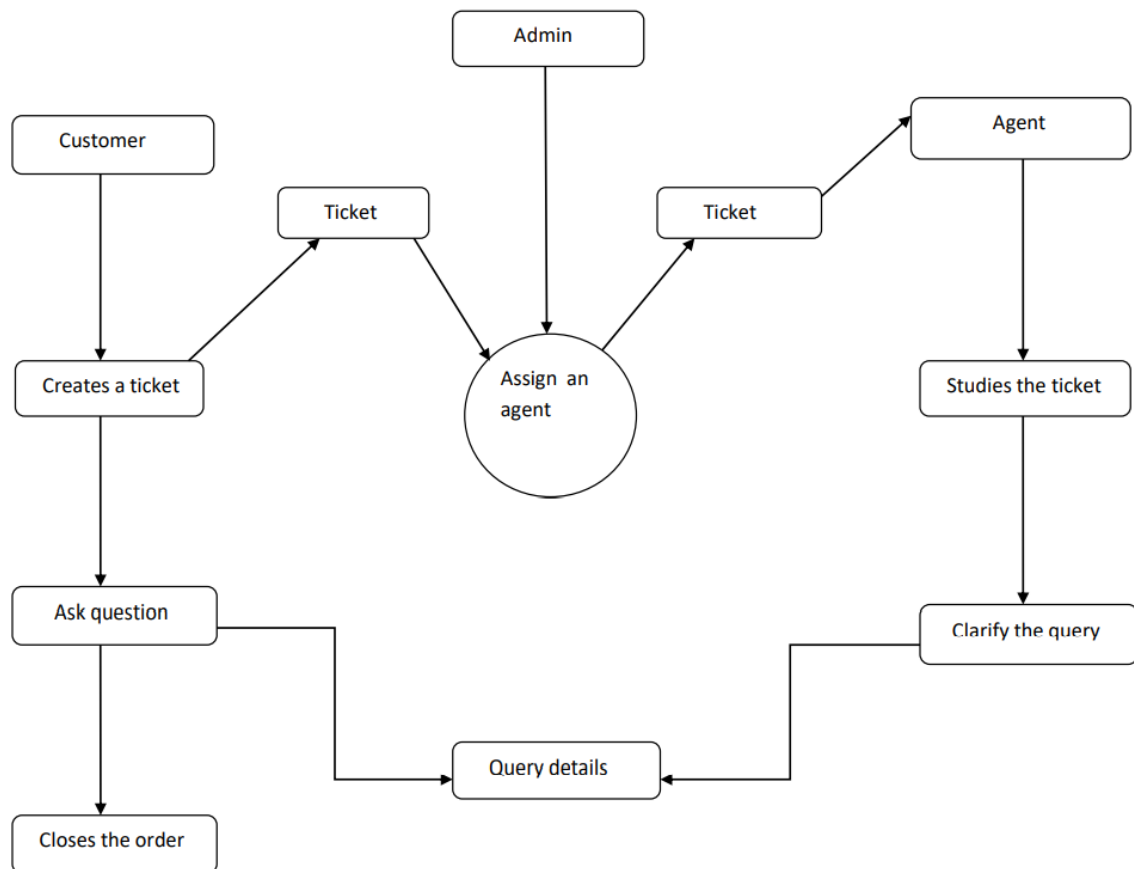 Admin
Agent
Customer
Ticket
Ticket
Creates a ticket
Assign an
agent
Studies the ticket
Ask question
Clarify the query
Query details
Closes the order